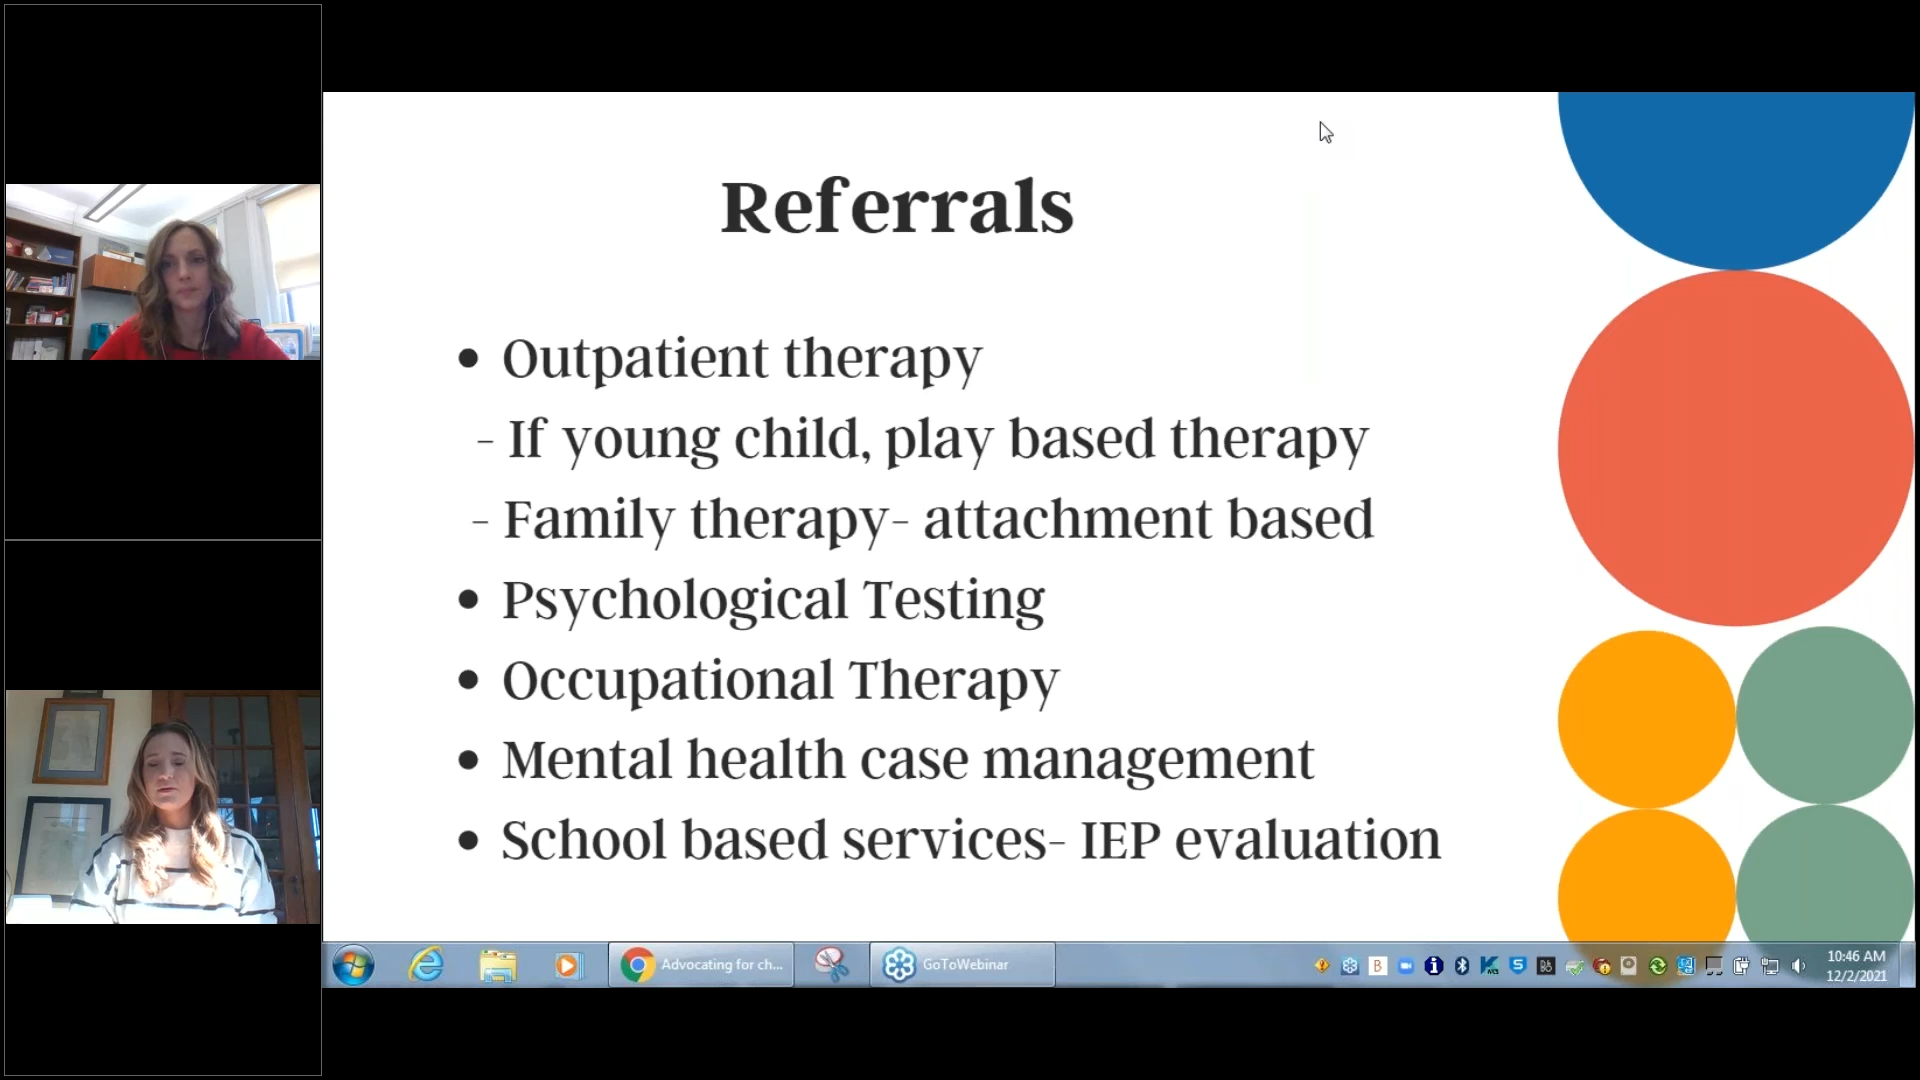 Referrals
• Outpatient therapy
- If young child, play based therapy
- Family therapy- attachment based
• Psychological Testing
• Occupational Therapy
• Mental health case management
• School based services- IEP evaluation
Advocating for ch...
GoToWebinar
10:46 AM
12/2/2021